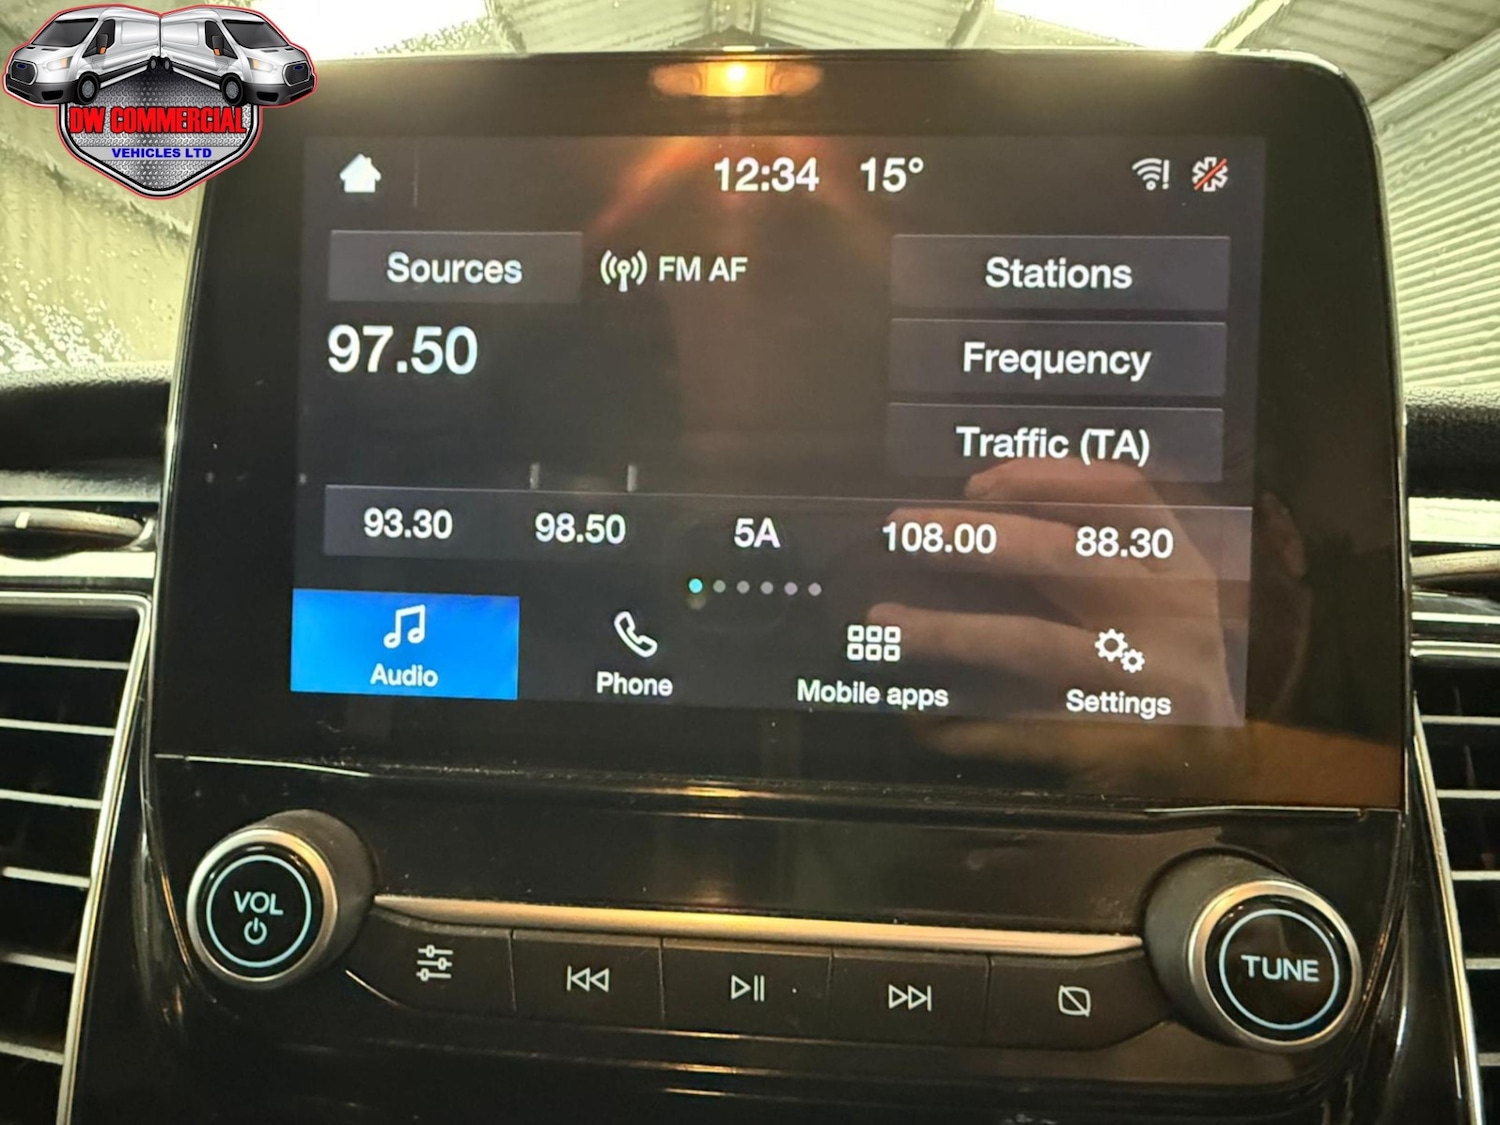 DW COMMERCIAL
VEHICLES LTD
12:34 15°
Sources FM AF Stations
97.50 Frequency
Traffic (TA)
93.30 98.50 5A 108.00 88.30
Audio Phone Mobile apps Settings
VOL TUNE